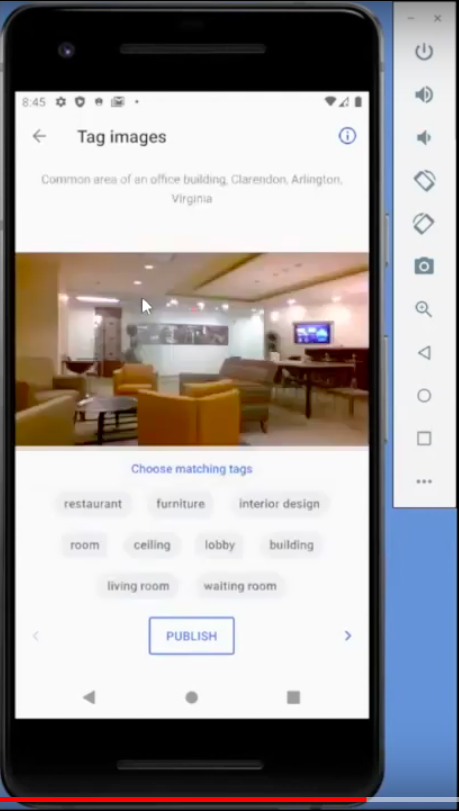 8:45
Tag images
Common area of an office building, Clarendon, Arlington,
Virginia
Choose matching tags
restaurant furniture interior design
room ceiling lobby building
living room waiting room
PUBLISH